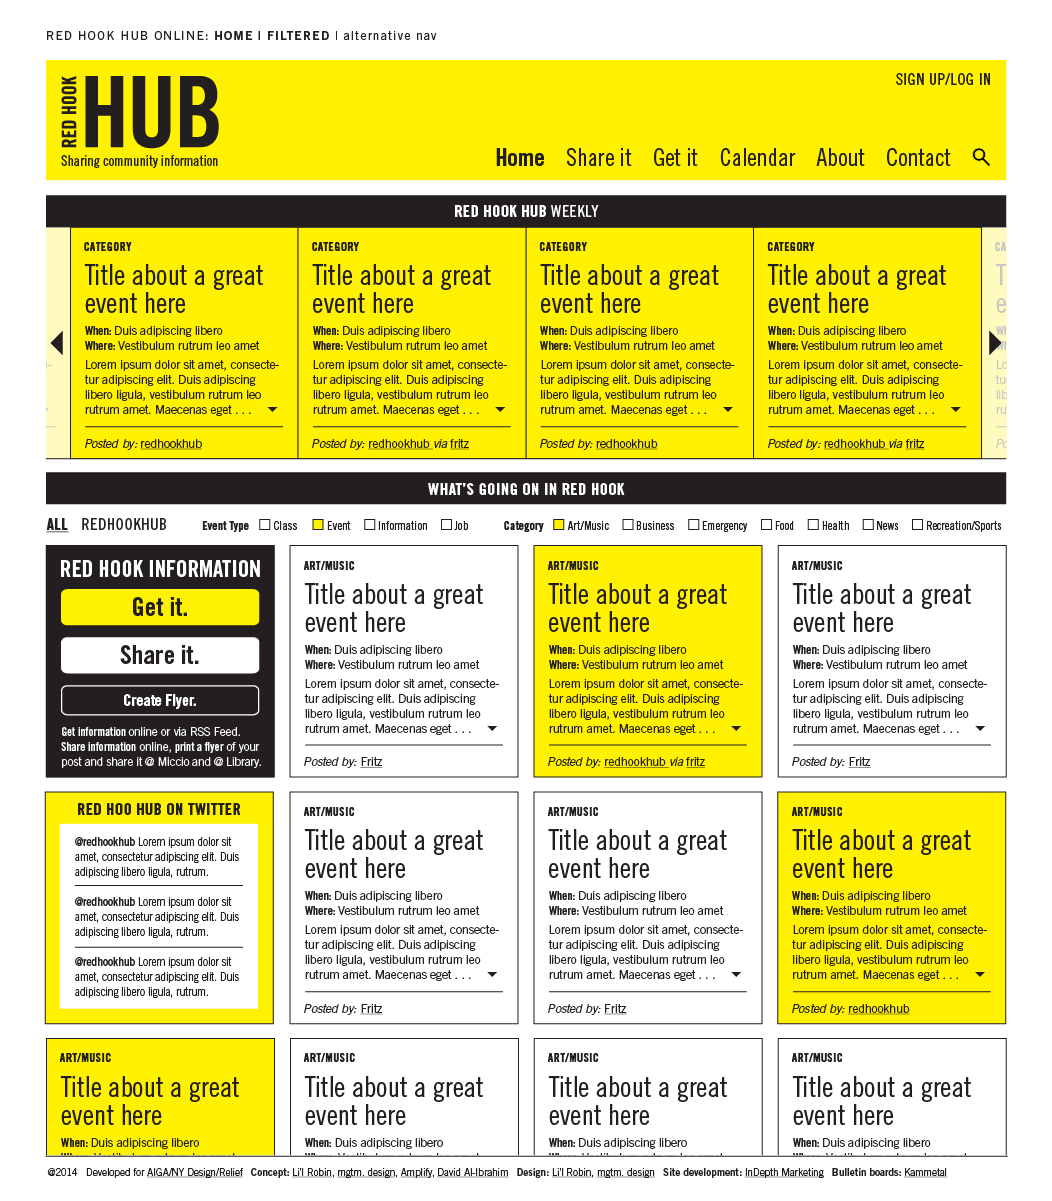 RED HOOK HUB ONLINE: HOME | FILTERED | alternative nav
SIGN UP/LOG IN
RED HOOK
HUB
Sharing community information
Home Share it Get it Calendar About Contact
RED HOOK HUB WEEKLY
CATEGORY
Title about a great
event here
When: Duis adipiscing libero
Where: Vestibulum rutrum leo amet
Lorem ipsum dolor sit amet, consecte-
tur adipiscing elit. Duis adipiscing
libero ligula, vestibulum rutrum leo
rutrum amet. Maecenas eget . . .
Posted by: redhookhub
CATEGORY
Title about a great
event here
When: Duis adipiscing libero
Where: Vestibulum rutrum leo amet
Lorem ipsum dolor sit amet, consecte-
tur adipiscing elit. Duis adipiscing
libero ligula, vestibulum rutrum leo
rutrum amet. Maecenas eget . . .
Posted by: redhookhub via fritz
CATEGORY
Title about a great
event here
When: Duis adipiscing libero
Where: Vestibulum rutrum leo amet
Lorem ipsum dolor sit amet, consecte-
tur adipiscing elit. Duis adipiscing
libero ligula, vestibulum rutrum leo
rutrum amet. Maecenas eget . . .
Posted by: redhookhub
CATEGORY
Title about a great
event here
When: Duis adipiscing libero
Where: Vestibulum rutrum leo amet
Lorem ipsum dolor sit amet, consecte-
tur adipiscing elit. Duis adipiscing
libero ligula, vestibulum rutrum leo
rutrum amet. Maecenas eget . . .
Posted by: redhookhub via fritz
WHAT'S GOING ON IN RED HOOK
ALL REDHOOKHUB Event Type Class Event Information Job Category Art/Music Business Emergency Food Health News Recreation/Sports
RED HOOK INFORMATION
Get it.
Share it.
Create Flyer.
Get information online or via RSS Feed.
Share information online, print a flyer of your
post and share it @ Miccio and @ Library.
ART/MUSIC
Title about a great
event here
When: Duis adipiscing libero
Where: Vestibulum rutrum leo amet
Lorem ipsum dolor sit amet, consecte-
tur adipiscing elit. Duis adipiscing
libero ligula, vestibulum rutrum leo
rutrum amet. Maecenas eget . . .
Posted by: Fritz
ART/MUSIC
Title about a great
event here
When: Duis adipiscing libero
Where: Vestibulum rutrum leo amet
Lorem ipsum dolor sit amet, consecte-
tur adipiscing elit. Duis adipiscing
libero ligula, vestibulum rutrum leo
rutrum amet. Maecenas eget . . .
Posted by: redhookhub via fritz
ART/MUSIC
Title about a great
event here
When: Duis adipiscing libero
Where: Vestibulum rutrum leo amet
Lorem ipsum dolor sit amet, consecte-
tur adipiscing elit. Duis adipiscing
libero ligula, vestibulum rutrum leo
rutrum amet. Maecenas eget . . .
Posted by: Fritz
RED HOO HUB ON TWITTER
@redhookhub Lorem ipsum dolor sit
amet, consectetur adipiscing elit. Duis
adipiscing libero ligula, rutrum.
@redhookhub Lorem ipsum dolor sit
amet, consectetur adipiscing elit. Duis
adipiscing libero ligula, rutrum.
@redhookhub Lorem ipsum dolor sit
amet, consectetur adipiscing elit. Duis
adipiscing libero ligula, rutrum.
ART/MUSIC
Title about a great
event here
When: Duis adipiscing libero
Where: Vestibulum rutrum leo amet
Lorem ipsum dolor sit amet, consecte-
tur adipiscing elit. Duis adipiscing
libero ligula, vestibulum rutrum leo
rutrum amet. Maecenas eget . . .
Posted by: Fritz
ART/MUSIC
Title about a great
event here
When: Duis adipiscing libero
Where: Vestibulum rutrum leo amet
Lorem ipsum dolor sit amet, consecte-
tur adipiscing elit. Duis adipiscing
libero ligula, vestibulum rutrum leo
rutrum amet. Maecenas eget . . .
Posted by: Fritz
ART/MUSIC
Title about a great
event here
When: Duis adipiscing libero
Where: Vestibulum rutrum leo amet
Lorem ipsum dolor sit amet, consecte-
tur adipiscing elit. Duis adipiscing
libero ligula, vestibulum rutrum leo
rutrum amet. Maecenas eget . . .
Posted by: redhookhub
ART/MUSIC
Title about a great
event here
When: Duis adipiscing libero
ART/MUSIC
Title about a great
event here
When: Duis adipiscing libero
ART/MUSIC
Title about a great
event here
When: Duis adipiscing libero
ART/MUSIC
Title about a great
event here
When: Duis adipiscing libero
@2014 Developed for AIGA/NY Design/Relief Concept: Li'l Robin, mgtm. design, Amplify, David Al-Ibrahim Design: Li'l Robin, mgtm. design Site development: InDepth Marketing Bulletin boards: Kammetal